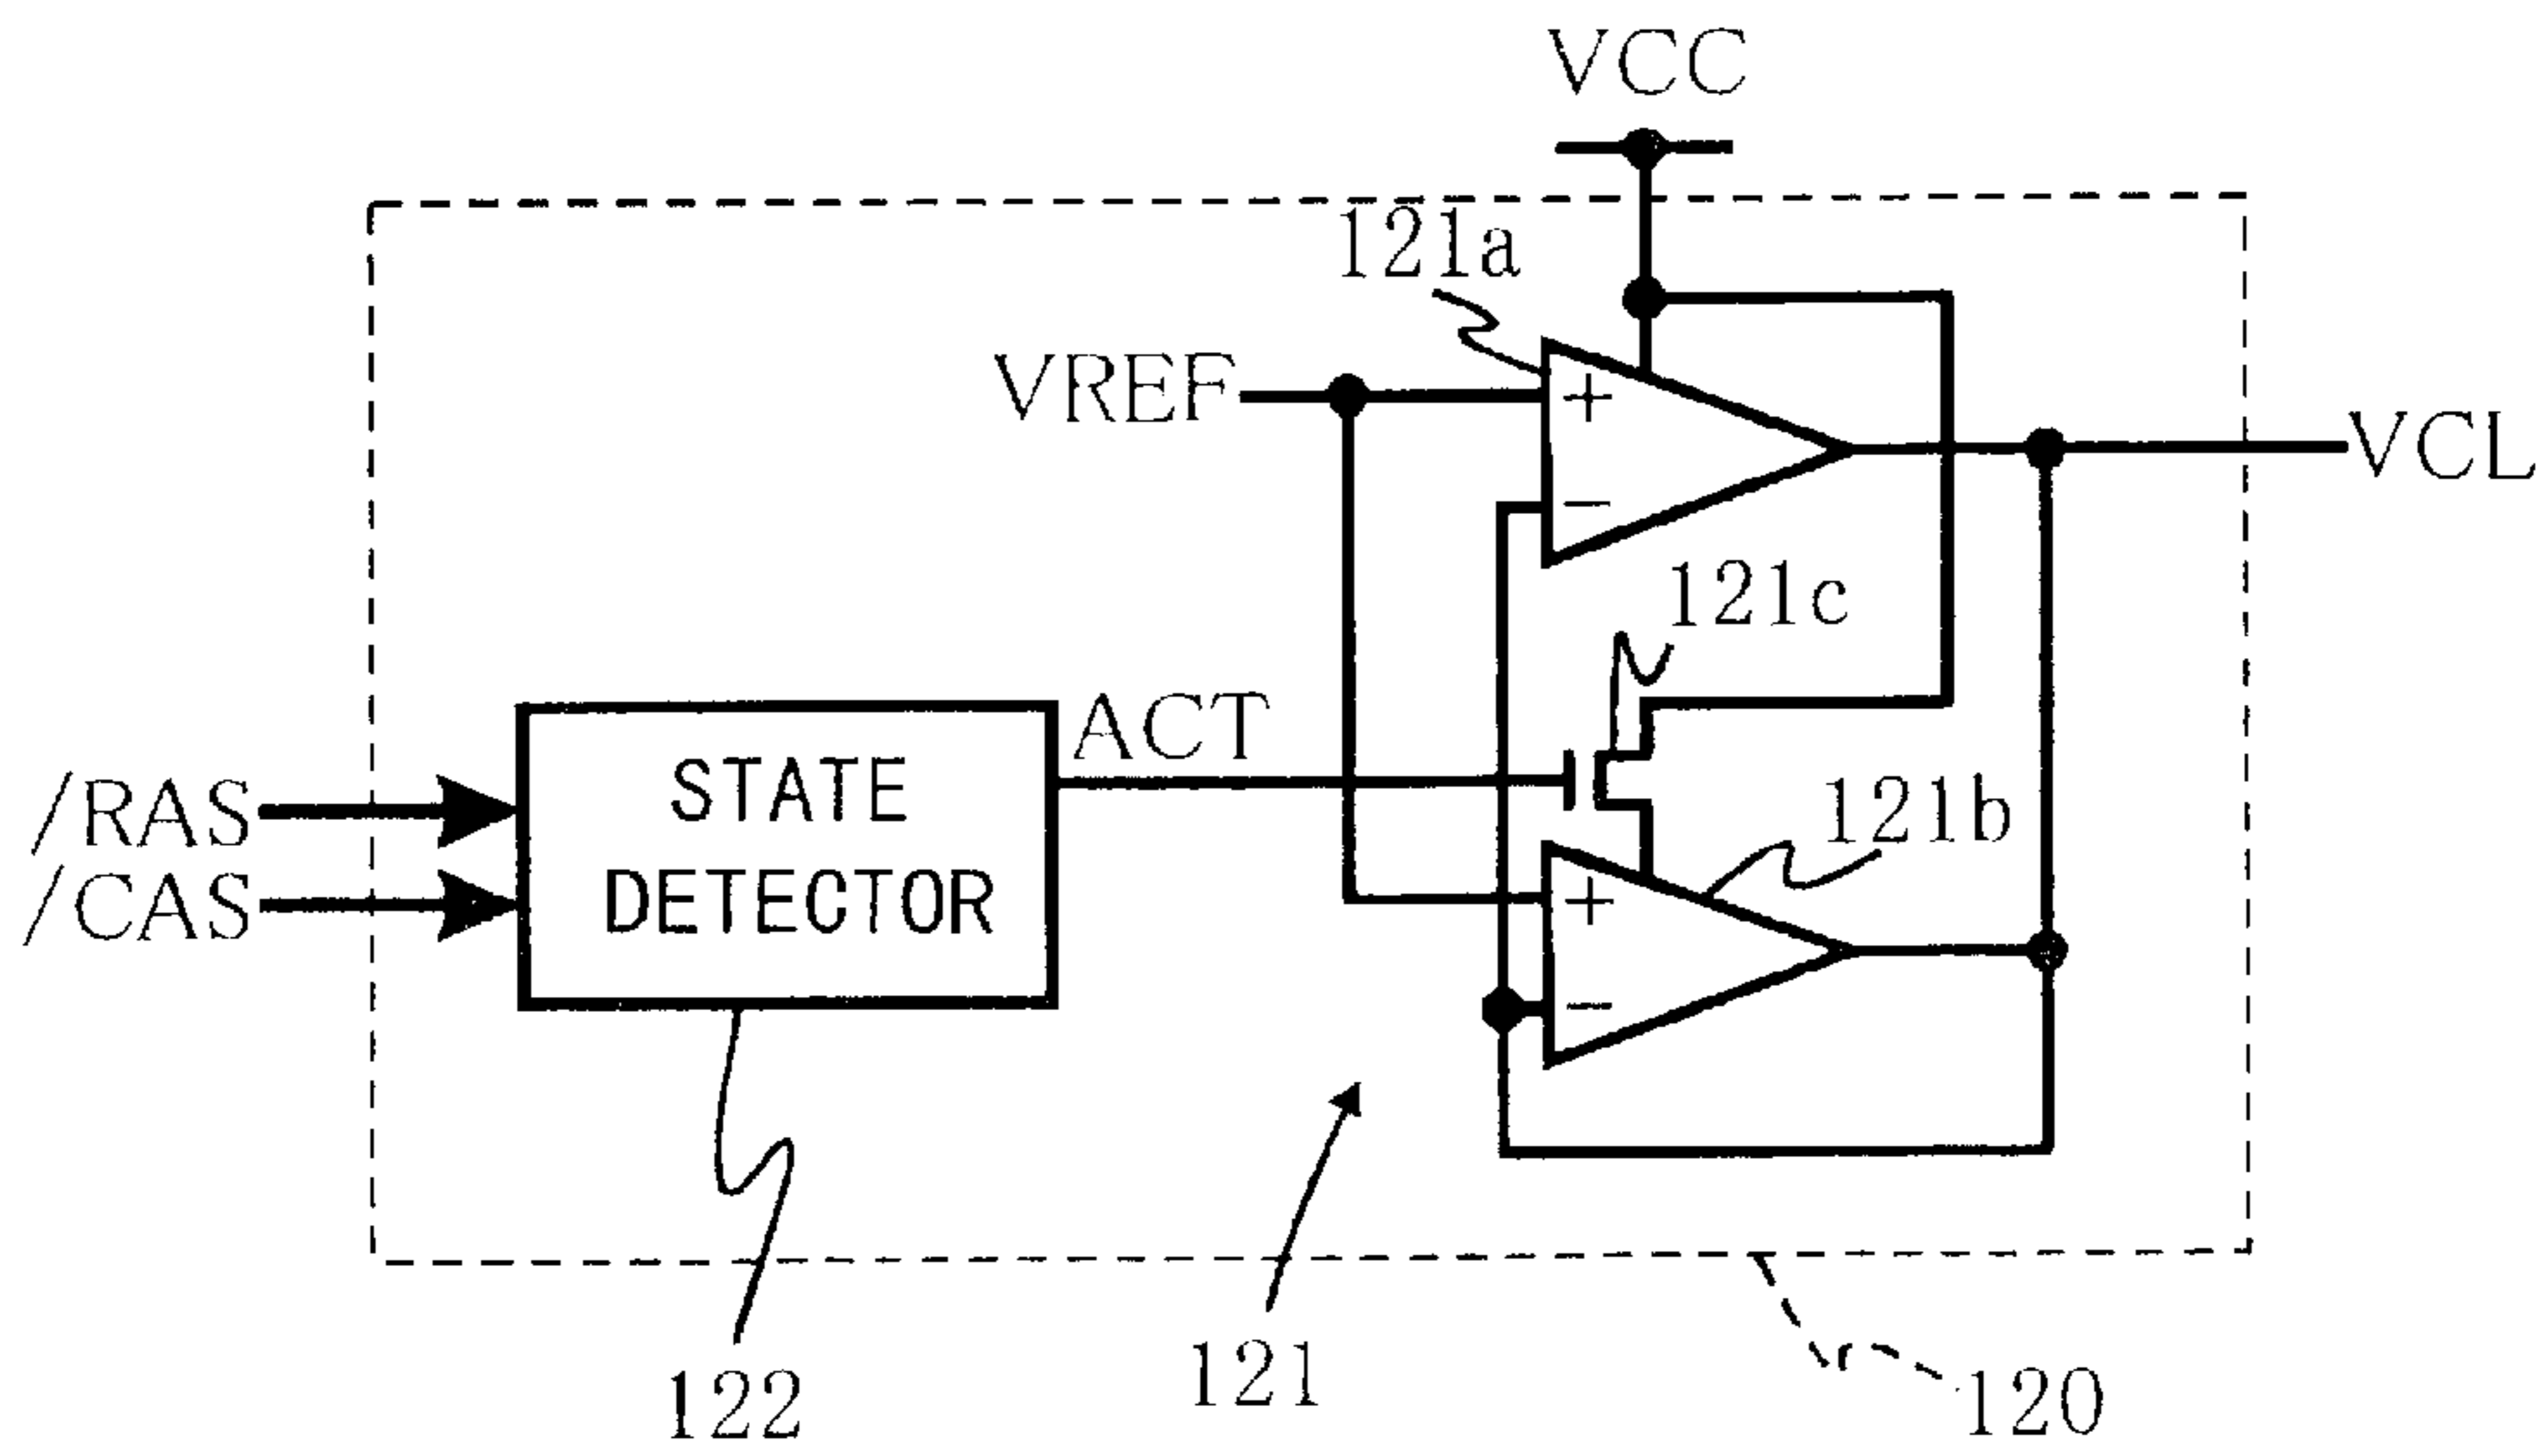 VCC
121a
VREF
+
VCL
−
121c
ACT
/RAS
STATE
121b
/CAS
DETECTOR
+
−
122
121
120